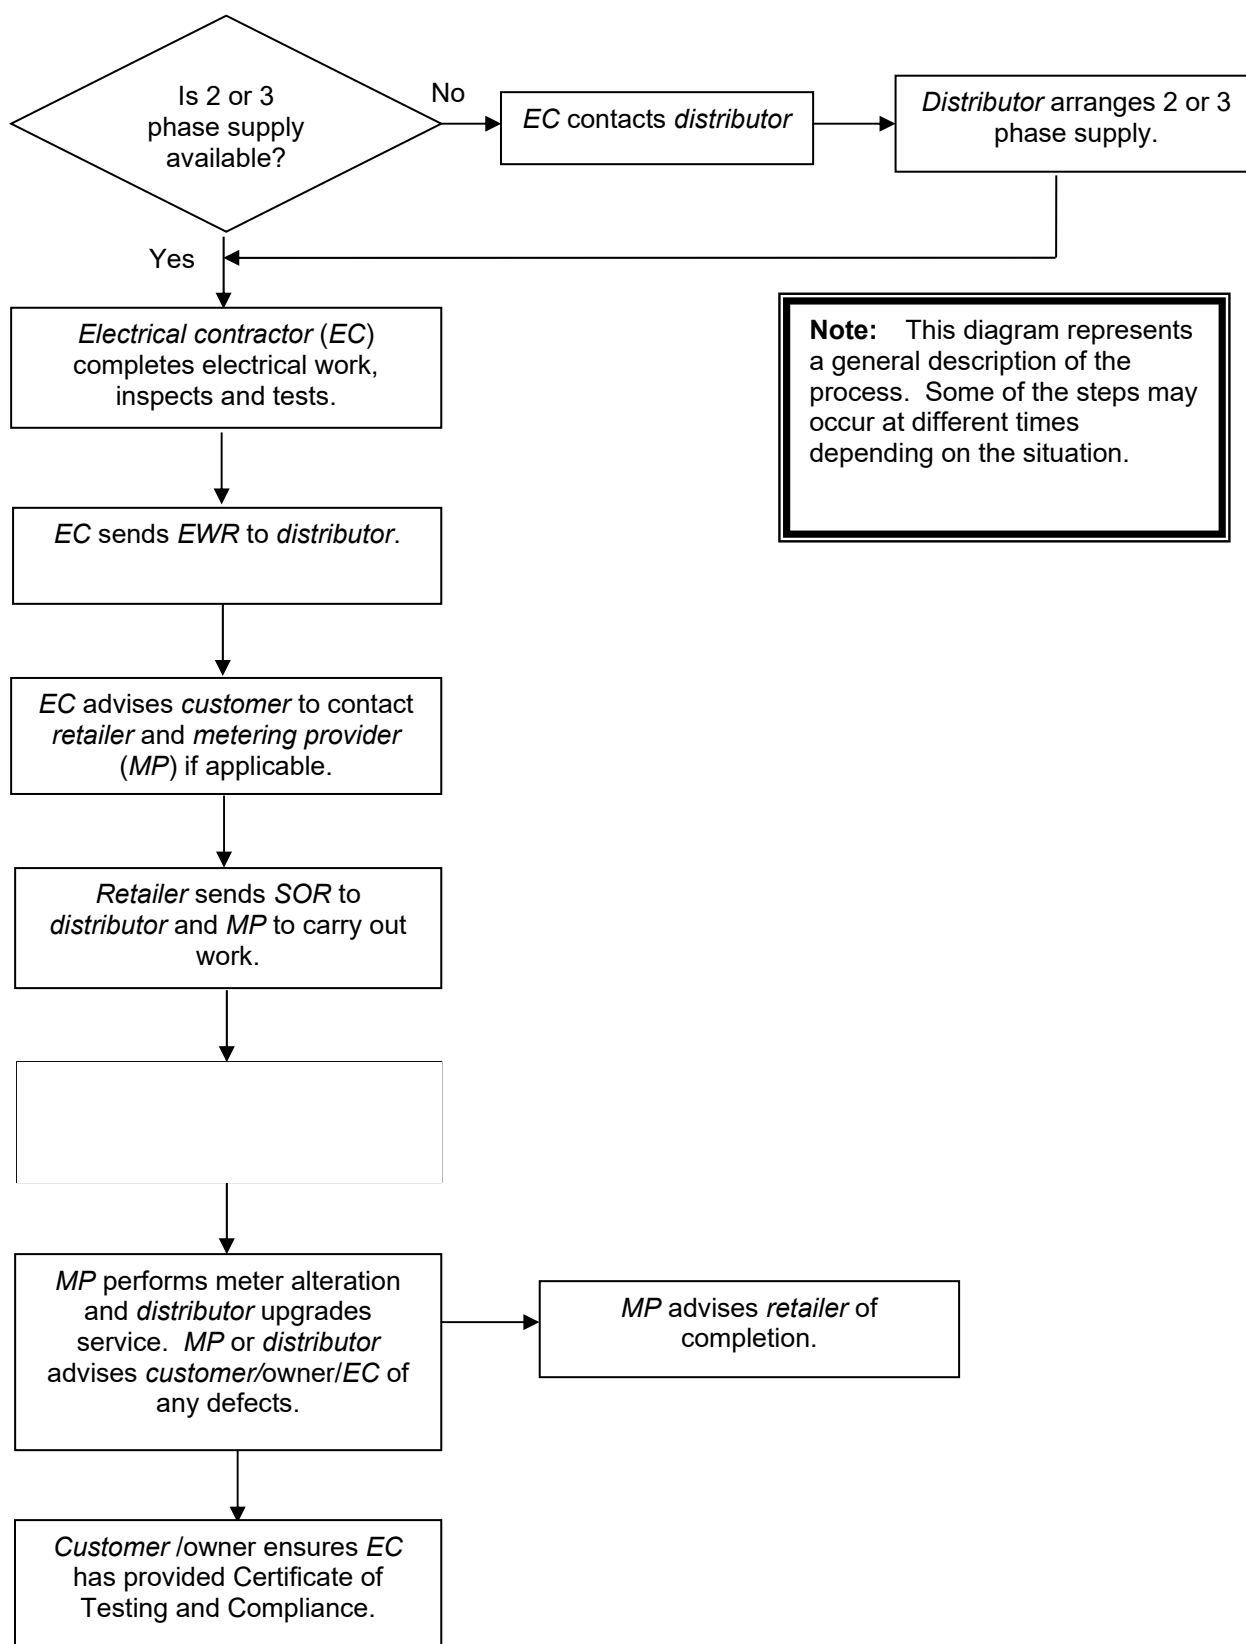 Is 2 or 3
phase supply
available?
No
EC contacts distributor
Distributor arranges 2 or 3
phase supply.
Yes
Electrical contractor (EC)
completes electrical work,
inspects and tests.
Note: This diagram represents
a general description of the
process. Some of the steps may
occur at different times
depending on the situation.
EC sends EWR to distributor.
EC advises customer to contact
retailer and metering provider
(MP) if applicable.
Retailer sends SOR to
distributor and MP to carry out
work.
MP performs meter alteration
and distributor upgrades
service. MP or distributor
advises customer/owner/EC of
any defects.
MP advises retailer of
completion.
Customer /owner ensures EC
has provided Certificate of
Testing and Compliance.